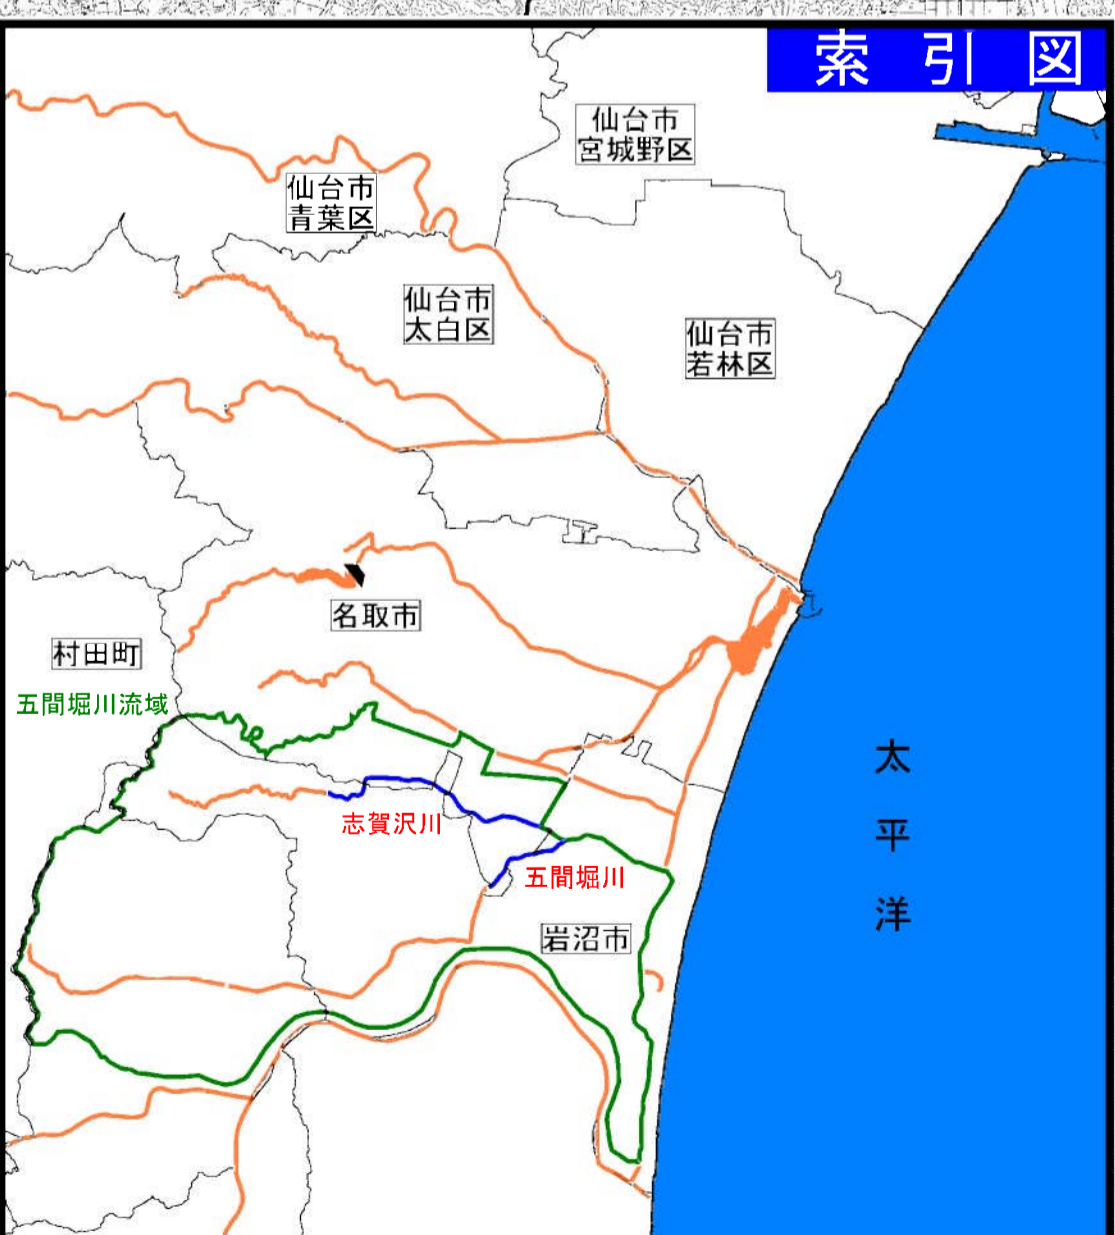 索引図
仙台市
宮城野区
仙台市
青葉区
仙台市
太白区
仙台市
若林区
名取市
村田町
五間堀川流域
太平洋
志賀沢川
五間堀川
岩沼市